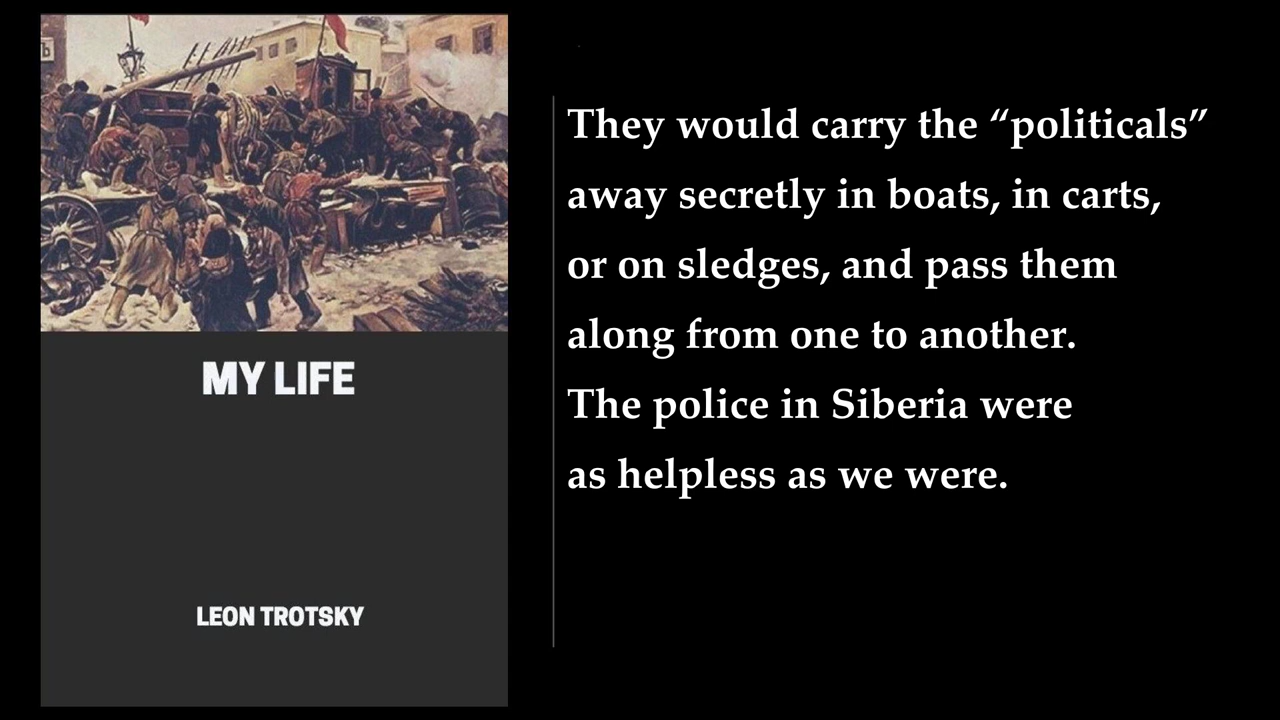 MY LIFE
LEON TROTSKY
They would carry the “politicals”
away secretly in boats, in carts,
or on sledges, and pass them
along from one to another.
The police in Siberia were
as helpless as we were.